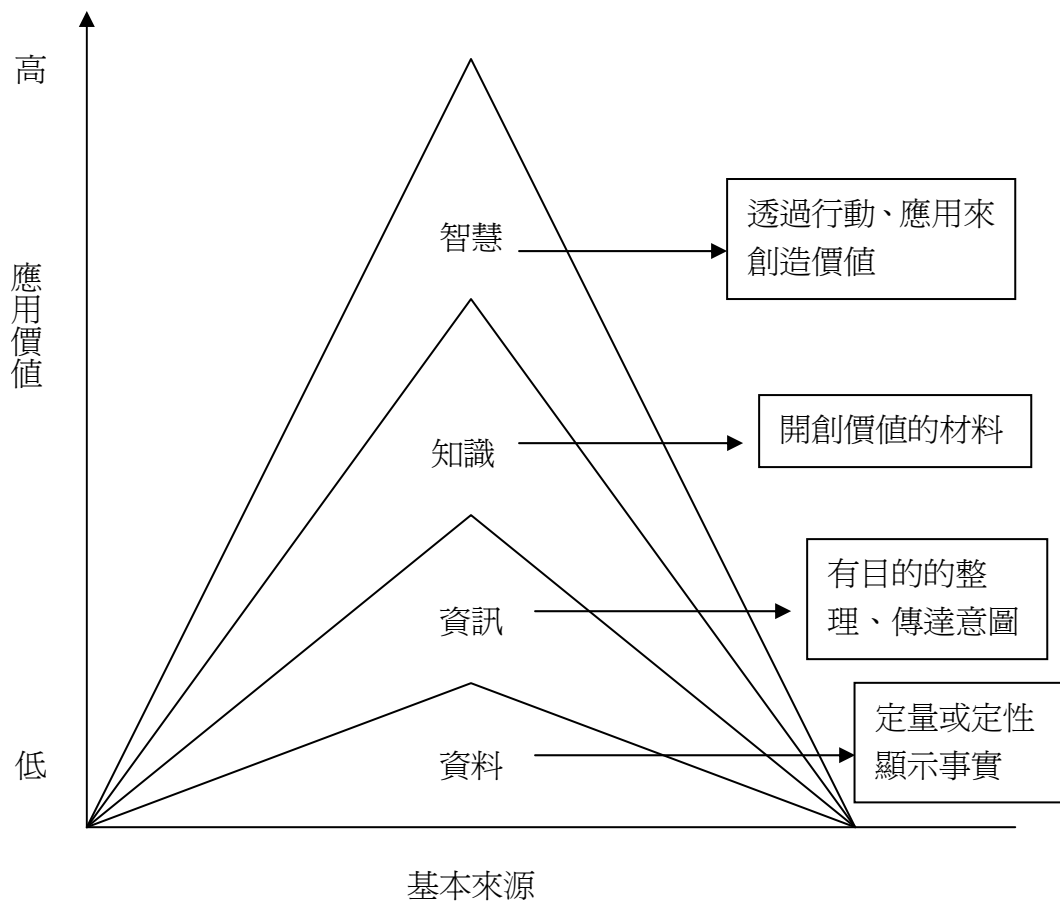 高
智慧
透過行動、應用來
創造價值
應用價值
知識
開創價值的材料
資訊
有目的的整
理、傳達意圖
低
資料
定量或定性
顯示事實
基本來源